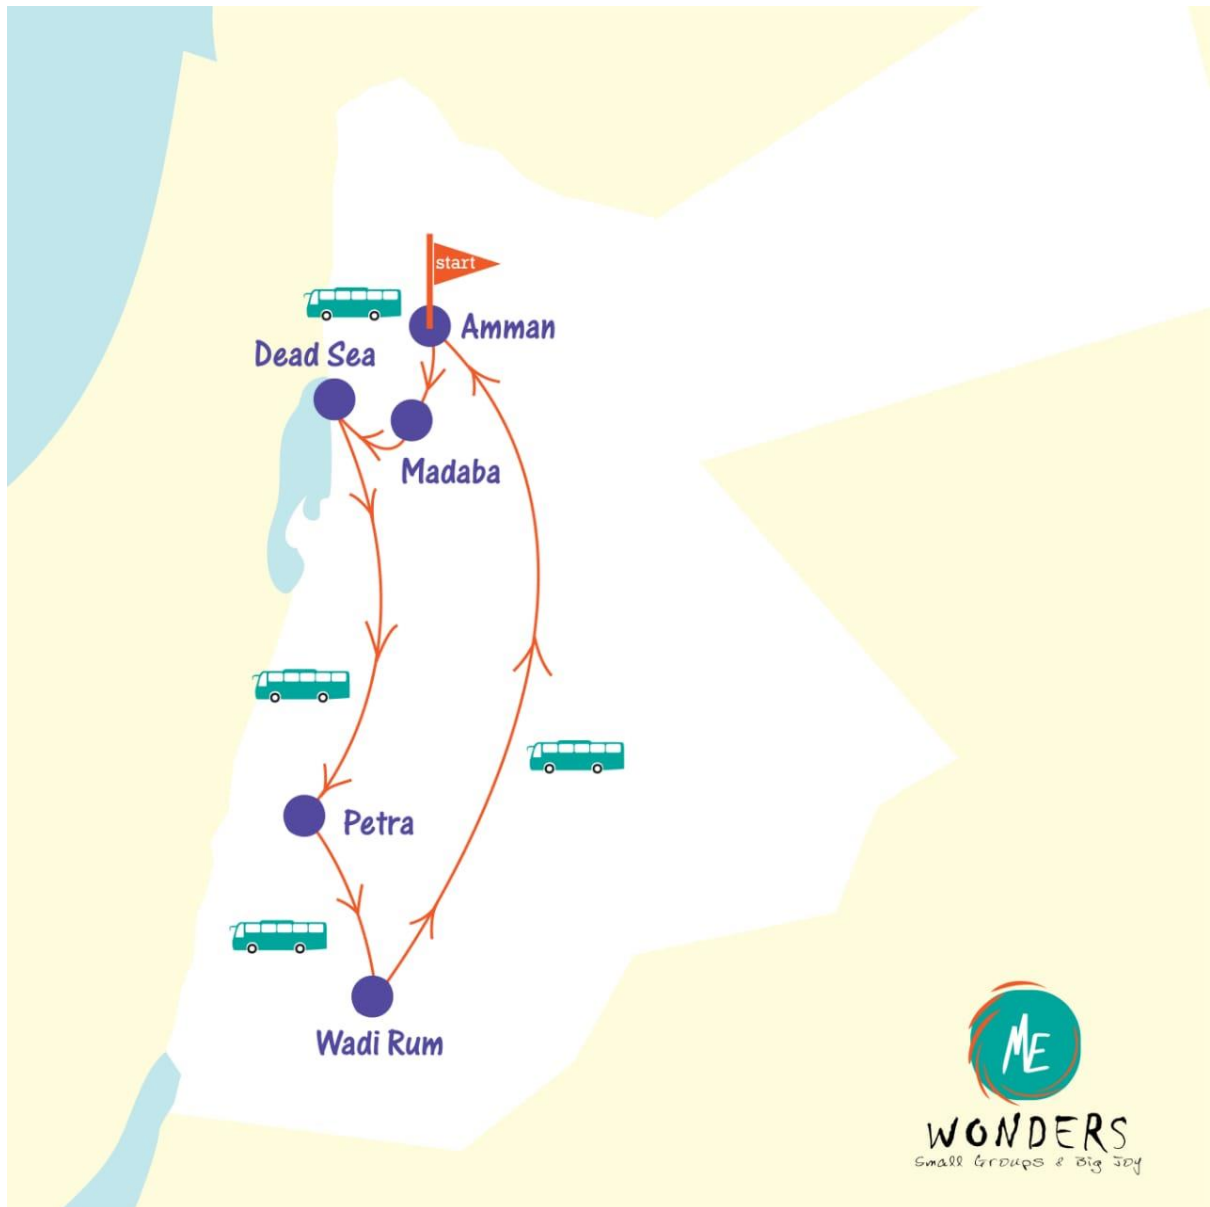 start
Amman
Dead Sea
Madaba
Petra
Wadi Rum
ME
WONDERS
Small Groups & Big Joy